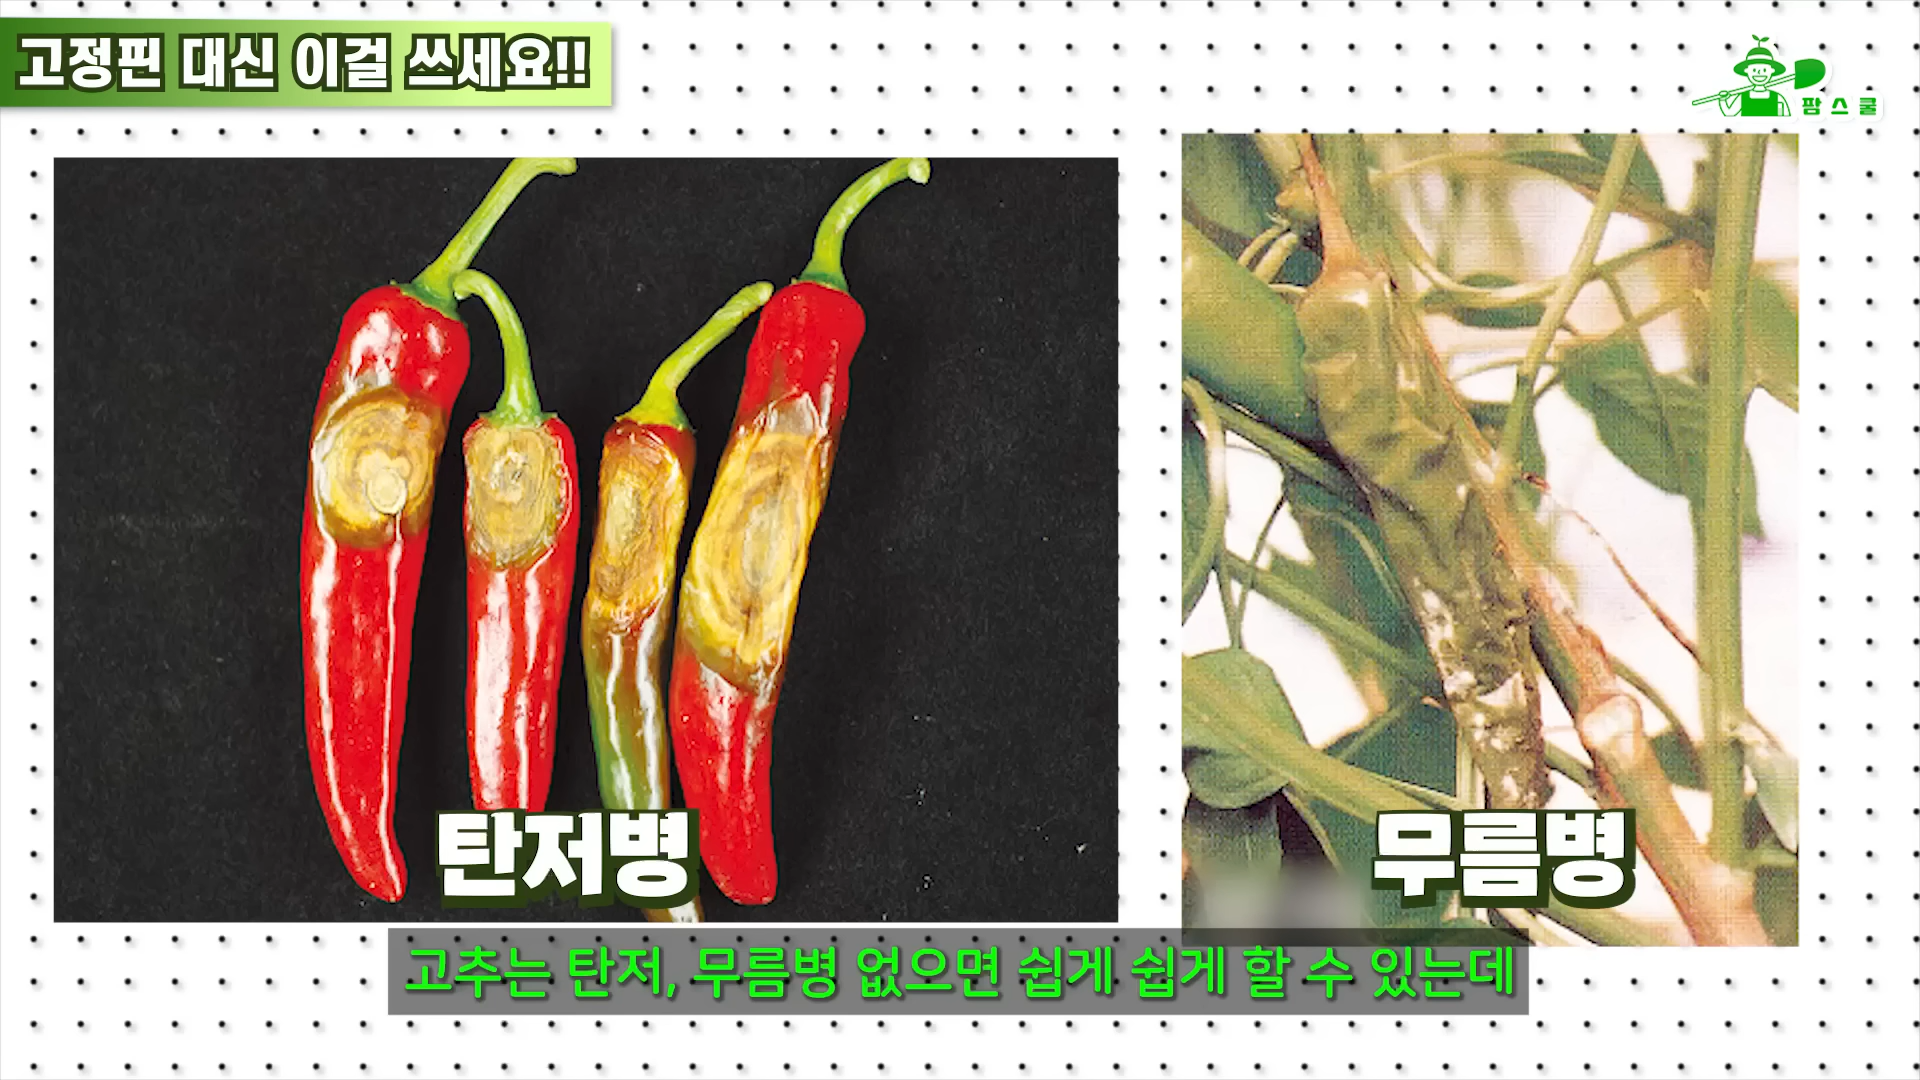 고정핀 대신 이걸 쓰세요!!
팜스쿨
탄저병
무름병
고추는 탄저, 무름병 없으면 쉽게 쉽게 할 수 있는데